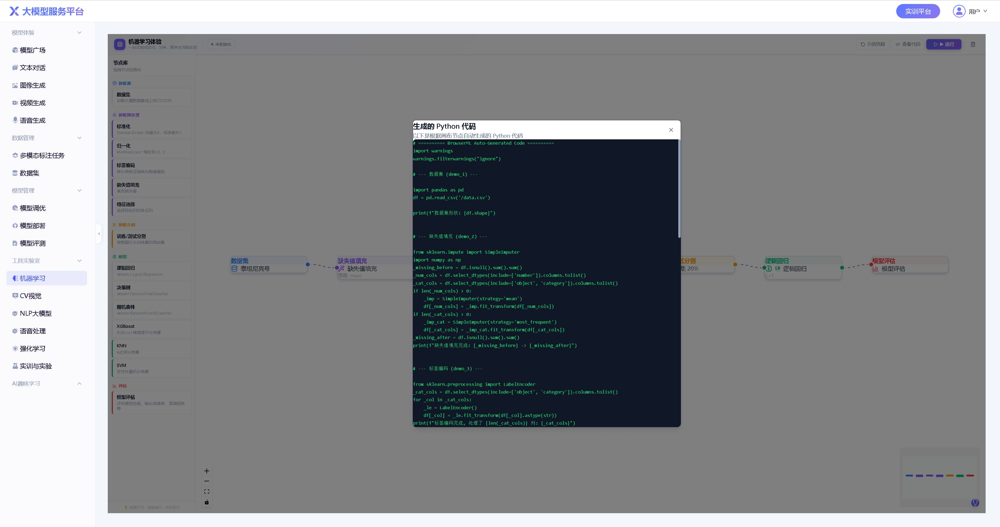 大模型服务平台
实训平台
用户
模型体验
模型广场
文本对话
图像生成
视频生成
语音生成
数据管理
多模态标注任务
数据集
模型管理
模型调优
模型部署
模型评测
工具实验室
机器学习
CV视觉
NLP大模型
语音处理
强化学习
实训与实验
AI趣味学习
机器学习体验
一站式完成回归、分类、聚类全流程实验
未初始化
示例流程
查看代码
▶ 运行
节点库
拖拽节点到画布
数据源
数据集
加载内置数据集或上传CSV文件
数据预处理
标准化
StandardScaler: 均值为0，标准差为1
归一化
MinMaxScaler: 缩放到 [0, 1]
标签编码
将分类特征转换为数值编码
缺失值填充
填充缺失值
特征选择
选择目标列和特征列
数据分割
训练/测试分割
将数据分为训练集和测试集
模型
逻辑回归
sklearn LogisticRegression
决策树
sklearn DecisionTreeClassifier
随机森林
sklearn RandomForestClassifier
XGBoost
XGBoost 梯度提升分类器
KNN
K近邻分类器
SVM
支持向量机分类器
评估
模型评估
评估模型性能，输出准确率、混淆矩阵
等
拖拽节点 · 连接端口 · 点击运行
数据集
泰坦尼克号
缺失值填充
缺失值填充
策略: mean
试分割
集 20%
逻辑回归
LR 逻辑回归
C=1
模型评估
模型评估
生成的 Python 代码
以下是根据画布节点自动生成的 Python 代码
# ========== BrowserML Auto-Generated Code ==========
import warnings
warnings.filterwarnings("ignore")
# --- 数据集 (demo_1) ---
import pandas as pd
df = pd.read_csv('/data.csv')
print(f"数据集形状: {df.shape}")
# --- 缺失值填充 (demo_2) ---
from sklearn.impute import SimpleImputer
import numpy as np
_missing_before = df.isnull().sum().sum()
_num_cols = df.select_dtypes(include=['number']).columns.tolist()
_cat_cols = df.select_dtypes(include=['object', 'category']).columns.tolist()
if len(_num_cols) > 0:
    _imp = SimpleImputer(strategy='mean')
    df[_num_cols] = _imp.fit_transform(df[_num_cols])
if len(_cat_cols) > 0:
    _imp_cat = SimpleImputer(strategy='most_frequent')
    df[_cat_cols] = _imp_cat.fit_transform(df[_cat_cols])
_missing_after = df.isnull().sum().sum()
print(f"缺失值填充完成: {_missing_before} -> {_missing_after}")
# --- 标签编码 (demo_3) ---
from sklearn.preprocessing import LabelEncoder
_cat_cols = df.select_dtypes(include=['object', 'category']).columns.tolist()
for _col in _cat_cols:
    _le = LabelEncoder()
    df[_col] = _le.fit_transform(df[_col].astype(str))
print(f"标签编码完成, 处理了 {len(_cat_cols)} 列: {_cat_cols}")